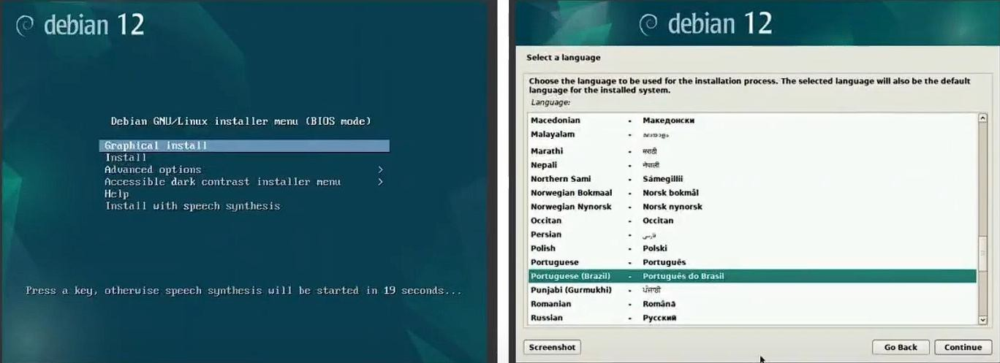 debian 12
Debian GNU/Linux installer menu (BIOS mode)
Graphical install
Install
Advanced options >
Accessible dark contrast installer menu >
Help
Install with speech synthesis
Press a key, otherwise speech synthesis will be started in 19 seconds...
debian 12
Select a language
Choose the language to be used for the installation process. The selected language will also be the default
language for the installed system.
Language:
Macedonian - Македонски
Malayalam - മലയാളം
Marathi - मराठी
Nepali - नेपाली
Northern Sami - Sámegillii
Norwegian Bokmaal - Norsk bokmål
Norwegian Nynorsk - Norsk nynorsk
Occitan - Occitan
Persian - فارسی
Polish - Polski
Portuguese - Português
Portuguese (Brazil) - Português do Brasil
Punjabi (Gurmukhi) - ਪੰਜਾਬੀ
Romanian - Română
Russian - Русский
Screenshot
Go Back
Continue